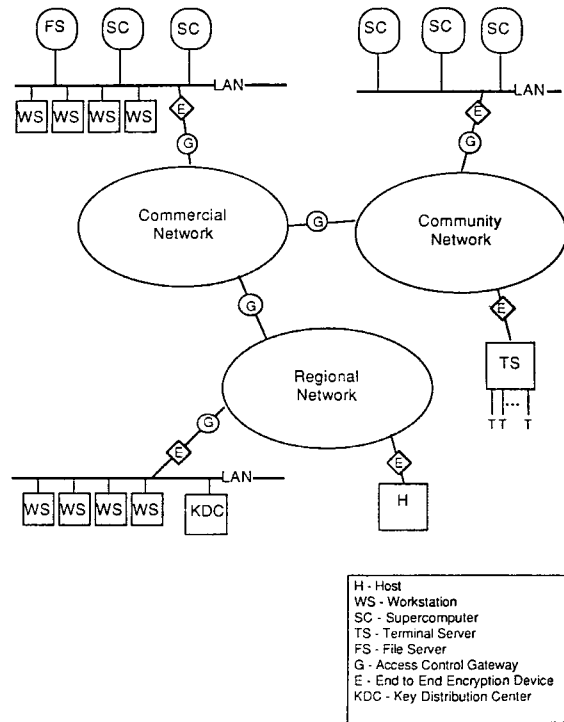 FS SC SC
SC SC SC
LAN
LAN
WS WS WS WS
E
E
G
G
Commercial
Network
G
Community
Network
G
E
TS
TT... T
Regional
Network
G
E
E
LAN
WS WS WS WS KDC
H
H - Host
WS - Workstation
SC - Supercomputer
TS - Terminal Server
FS - File Server
G - Access Control Gateway
E - End to End Encryption Device
KDC - Key Distribution Center